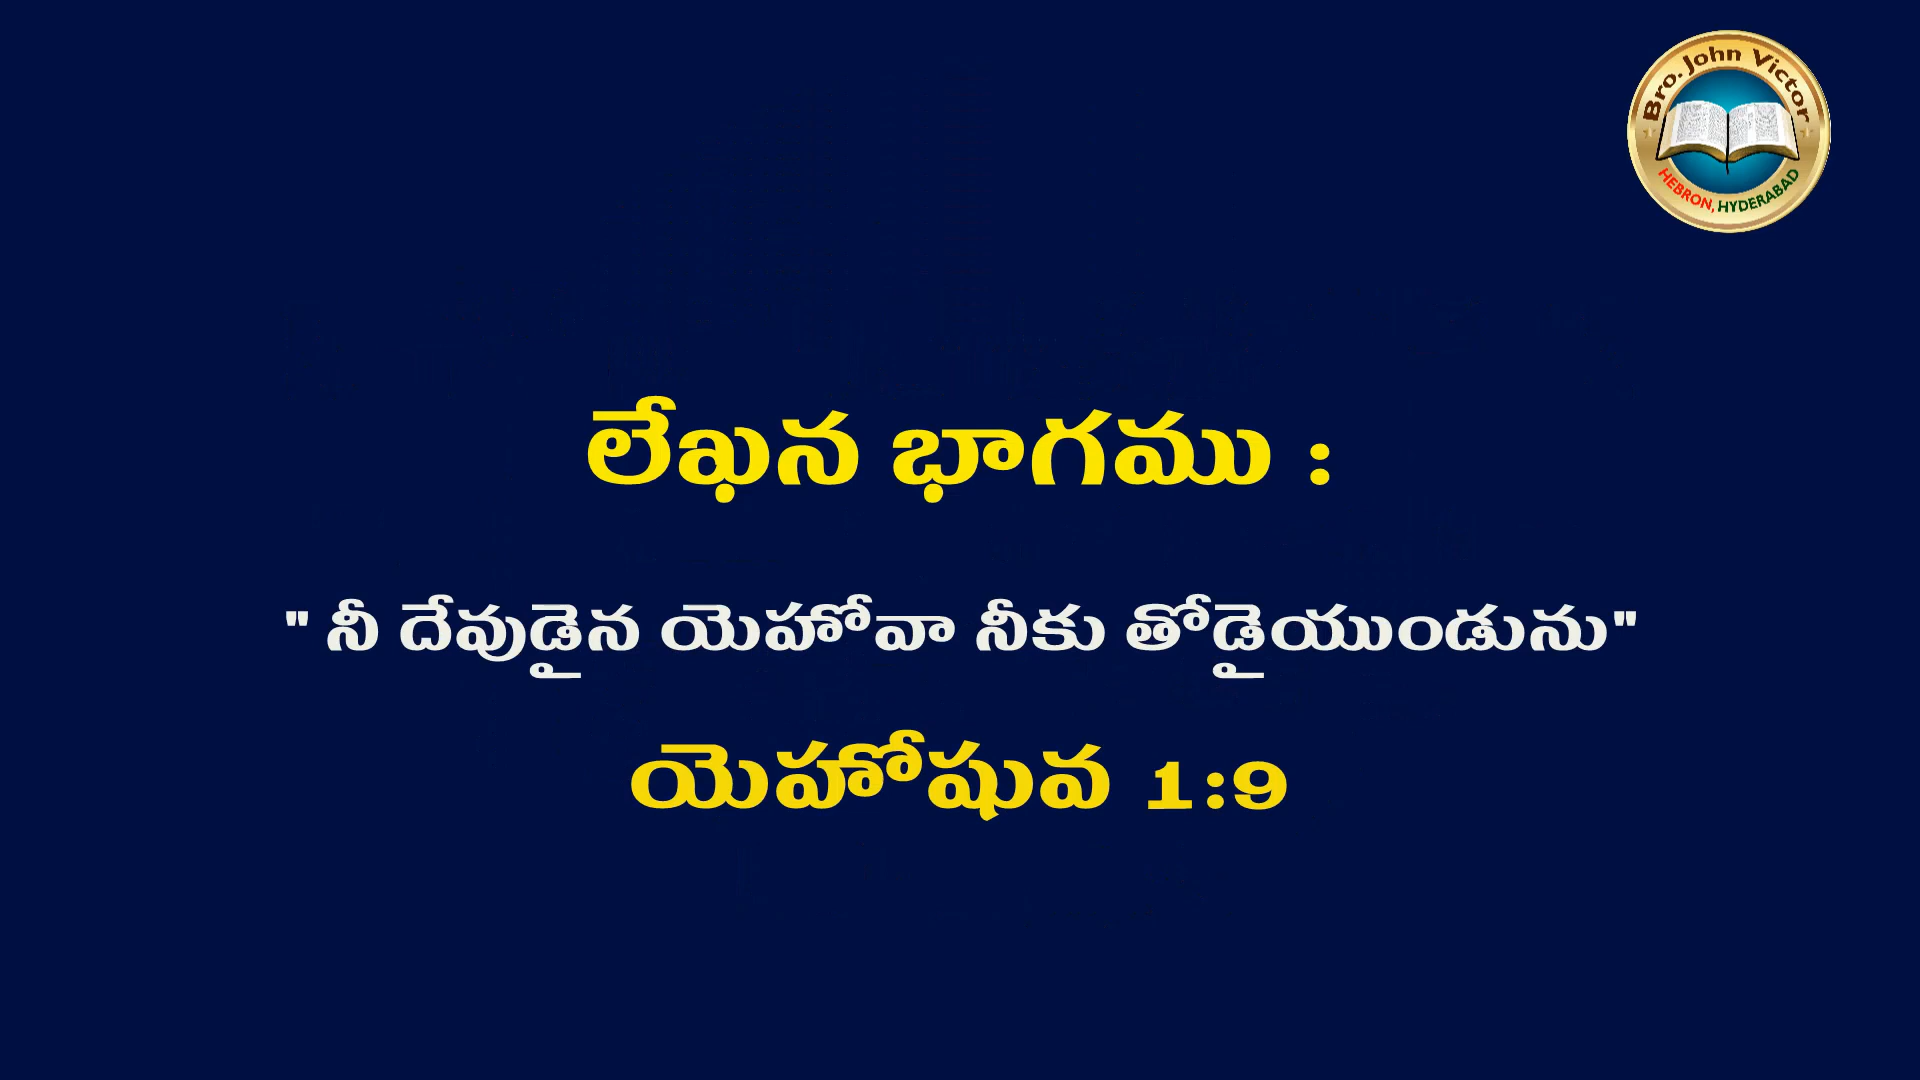 Bro. John Victor
HEBRON, HYDERABAD
లేఖన భాగము :
" నీ దేవుడైన యెహోవా నీకు తోడైయుండును"
యెహోషువ 1:9